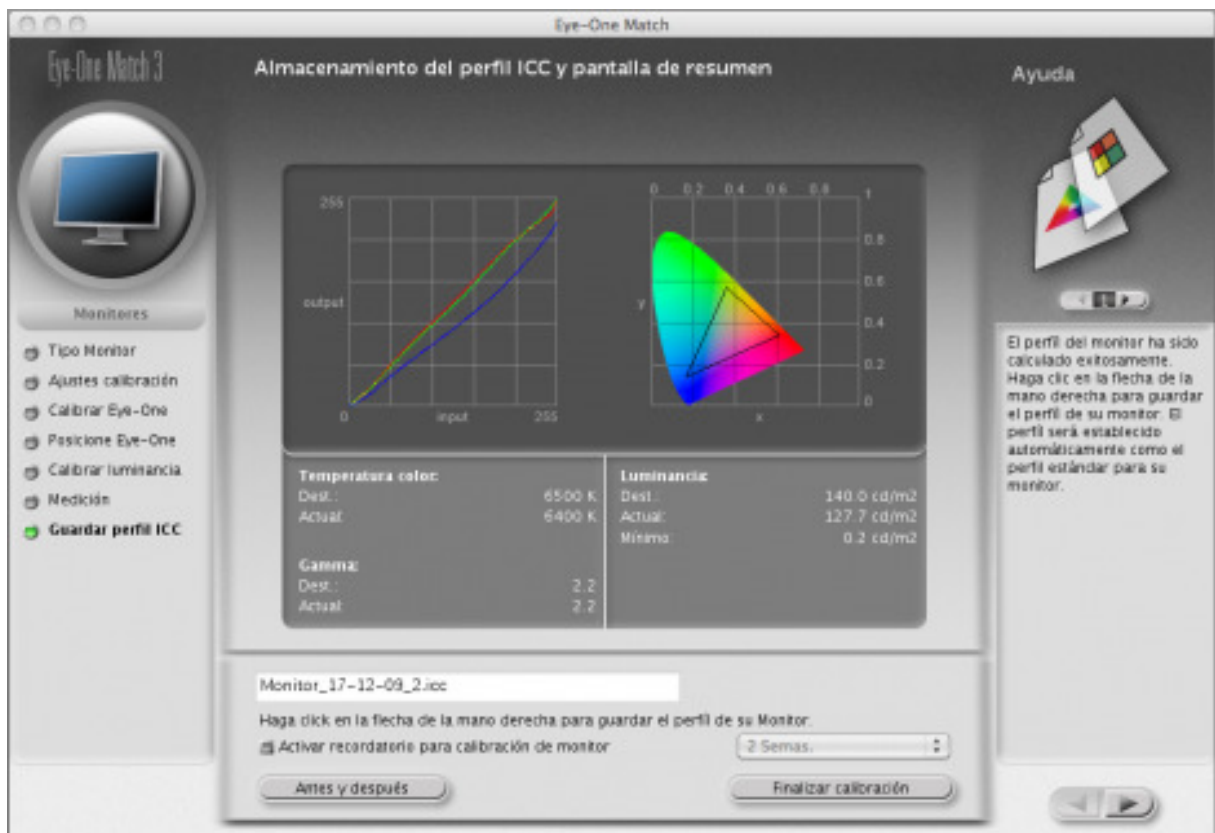 Eye-One Match
Eye-One Match 3
Almacenamiento del perfil ICC y pantalla de resumen
Ayuda
Monitores
Tipo Monitor
Ajustes calibración
Calibrar Eye-One
Posicione Eye-One
Calibrar luminancia
Medición
Guardar perfil ICC
255
output
0
input
255
0 0.2 0.4 0.6 0.8
1
0.8
0.6
0.4
0.2
0
y
x
Temperatura color:
Dest.: 6500 K
Actual: 6400 K
Gamma:
Dest.: 2.2
Actual: 2.2
Luminancia:
Dest.: 140.0 cd/m2
Actual: 127.7 cd/m2
Mínimo: 0.2 cd/m2
Monitor_17-12-09_2.icc
Haga click en la flecha de la mano derecha para guardar el perfil de su Monitor.
Activar recordatorio para calibración de monitor
2 Semas.
Antes y después
Finalizar calibración
El perfil del monitor ha sido
calculado exitosamente.
Haga clic en la flecha de la
mano derecha para guardar
el perfil de su monitor. El
perfil será establecido
automáticamente como el
perfil estándar para su
monitor.